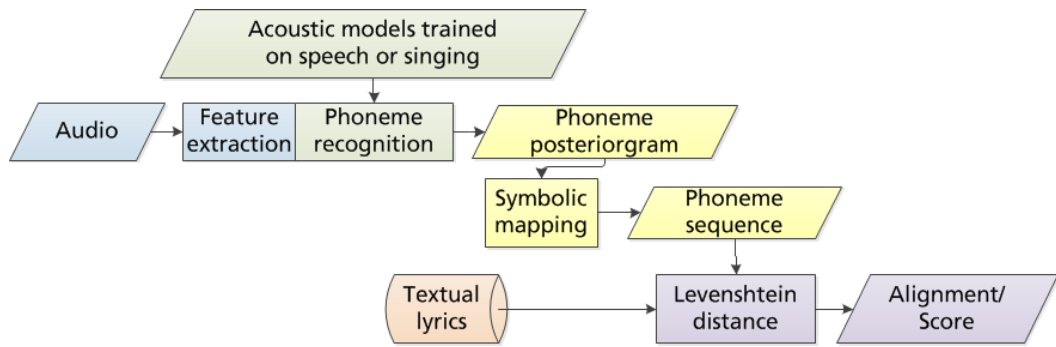 Acoustic models trained
on speech or singing
Audio
Feature
extraction
Phoneme
recognition
Phoneme
posteriorgram
Symbolic
mapping
Phoneme
sequence
Textual
lyrics
Levenshtein
distance
Alignment/
Score